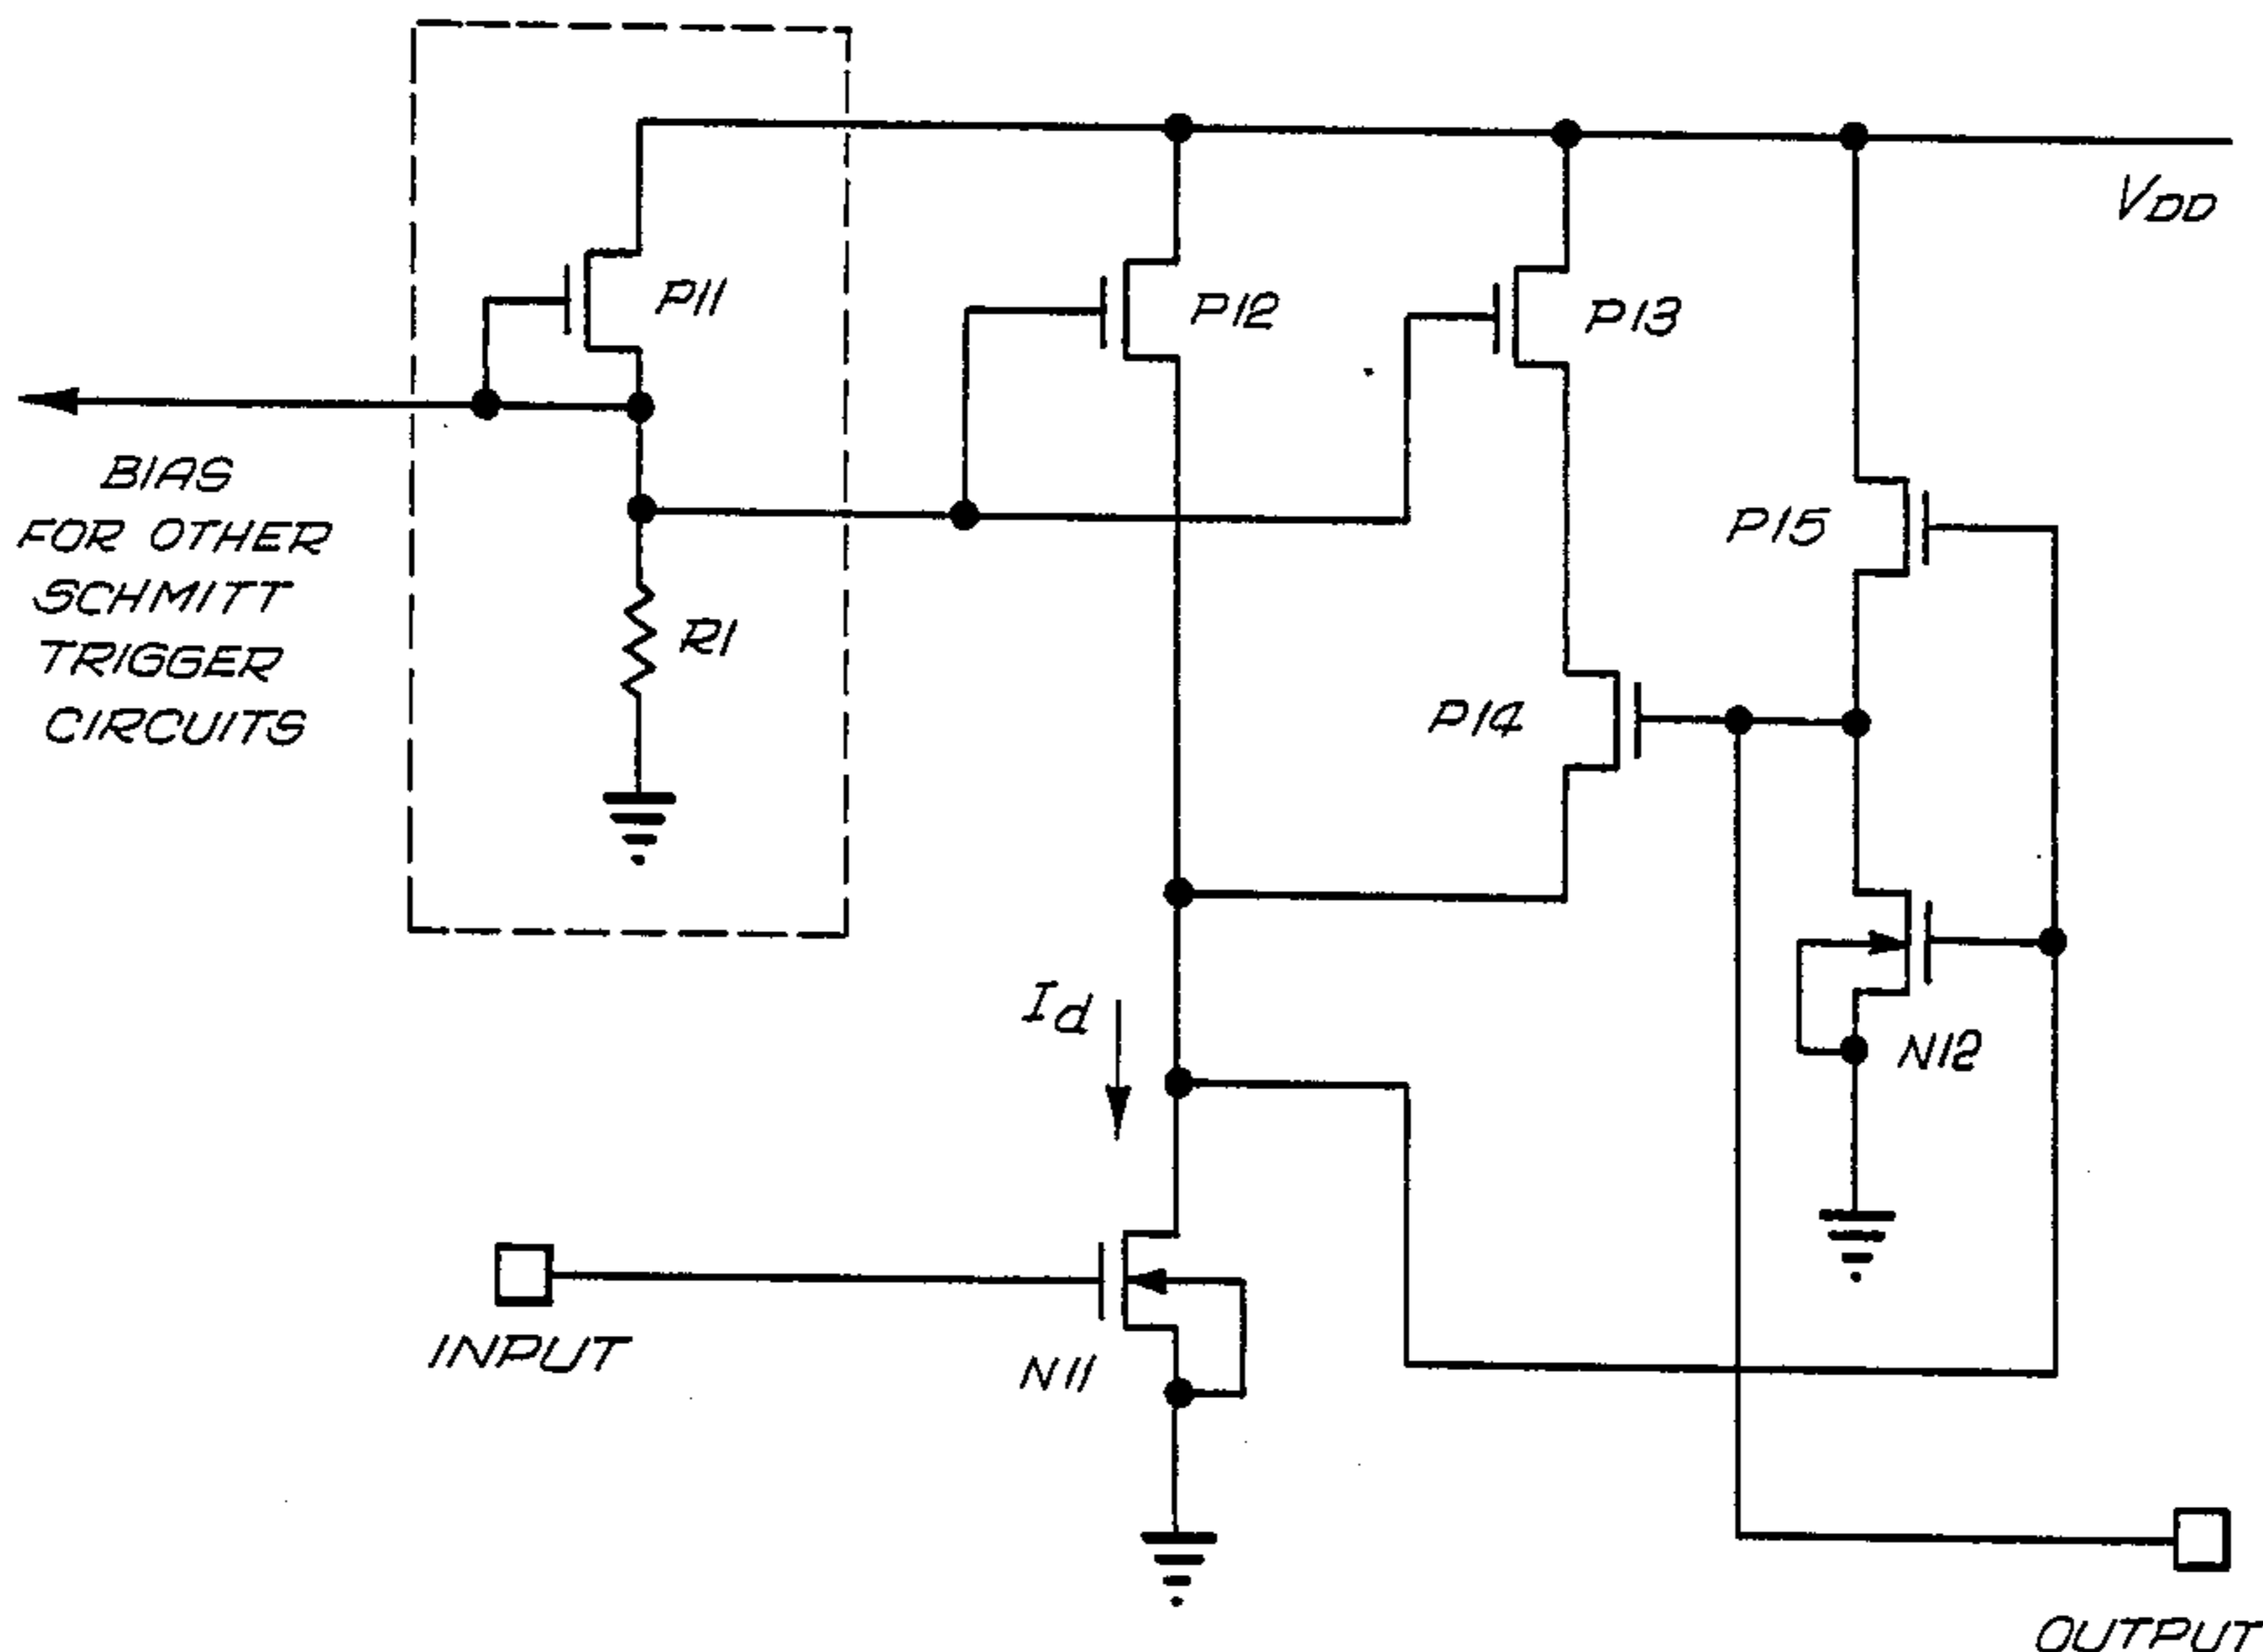 VDD
P11
P12
P13
BIAS
FOR OTHER
SCHMITT
TRIGGER
CIRCUITS
P15
R1
P14
Id
N12
INPUT
N11
OUTPUT